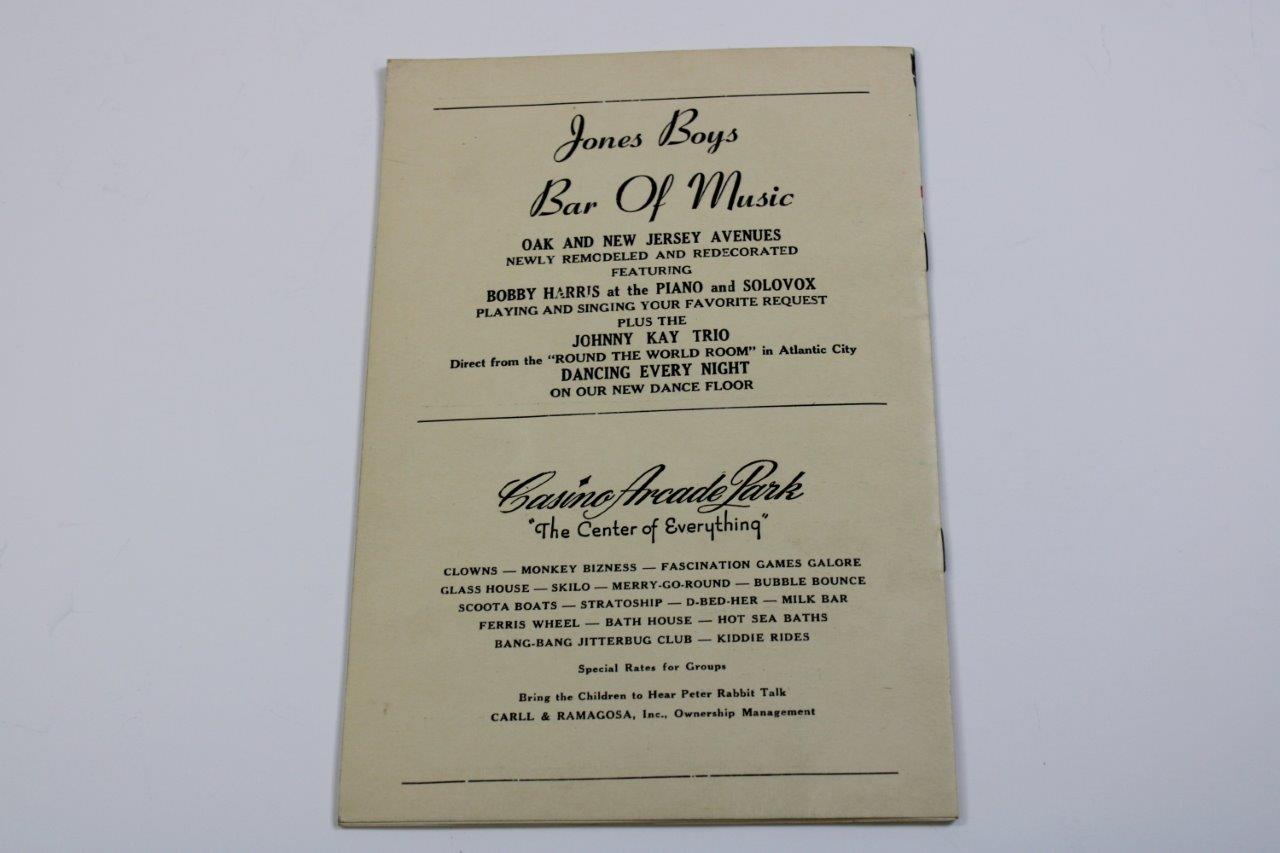 Jones Boys
Bar Of Music
OAK AND NEW JERSEY AVENUES
NEWLY REMODELED AND REDECORATED
FEATURING
BOBBY HARRIS at the PIANO and SOLOVOX
PLAYING AND SINGING YOUR FAVORITE REQUEST
PLUS THE
JOHNNY KAY TRIO
Direct from the "ROUND THE WORLD ROOM" in Atlantic City
DANCING EVERY NIGHT
ON OUR NEW DANCE FLOOR
Casino Arcade Park
"The Center of Everything"
CLOWNS — MONKEY BIZNESS — FASCINATION GAMES GALORE
GLASS HOUSE — SKILO — MERRY-GO-ROUND — BUBBLE BOUNCE
SCOOTA BOATS — STRATOSHIP — D-BED-HER — MILK BAR
FERRIS WHEEL — BATH HOUSE — HOT SEA BATHS
BANG-BANG JITTERBUG CLUB — KIDDIE RIDES
Special Rates for Groups
Bring the Children to Hear Peter Rabbit Talk
CARLL & RAMAGOSA, Inc., Ownership Management